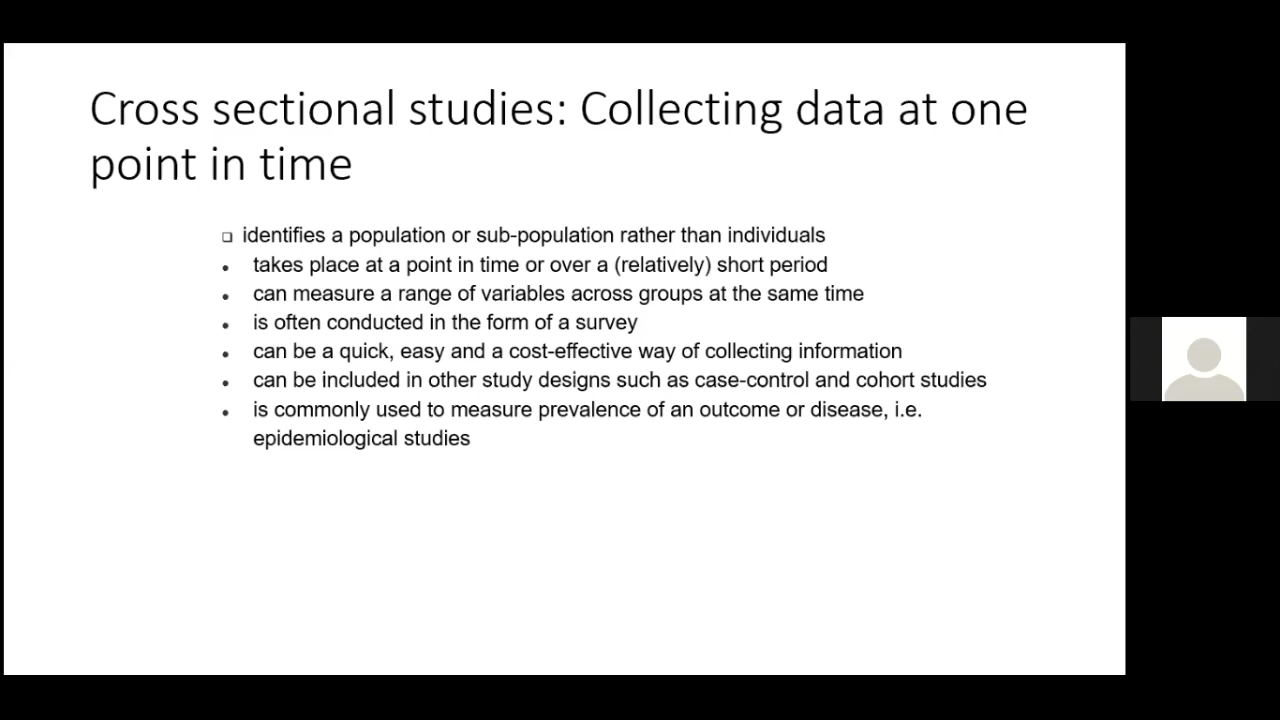 Cross sectional studies: Collecting data at one
point in time
❑ identifies a population or sub-population rather than individuals
• takes place at a point in time or over a (relatively) short period
• can measure a range of variables across groups at the same time
• is often conducted in the form of a survey
• can be a quick, easy and a cost-effective way of collecting information
• can be included in other study designs such as case-control and cohort studies
• is commonly used to measure prevalence of an outcome or disease, i.e.
epidemiological studies